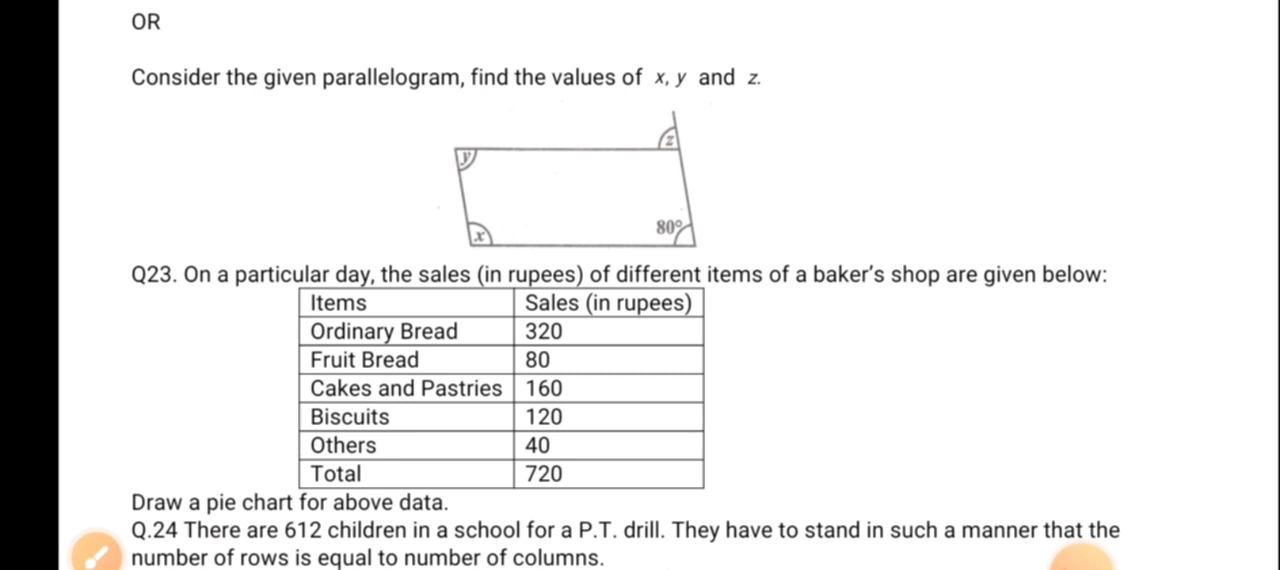 OR
Consider the given parallelogram, find the values of x, y and z.
z
y
80°
x
Q23. On a particular day, the sales (in rupees) of different items of a baker's shop are given below:
Items Sales (in rupees)
Ordinary Bread 320
Fruit Bread 80
Cakes and Pastries 160
Biscuits 120
Others 40
Total 720
Draw a pie chart for above data.
Q.24 There are 612 children in a school for a P.T. drill. They have to stand in such a manner that the
number of rows is equal to number of columns.